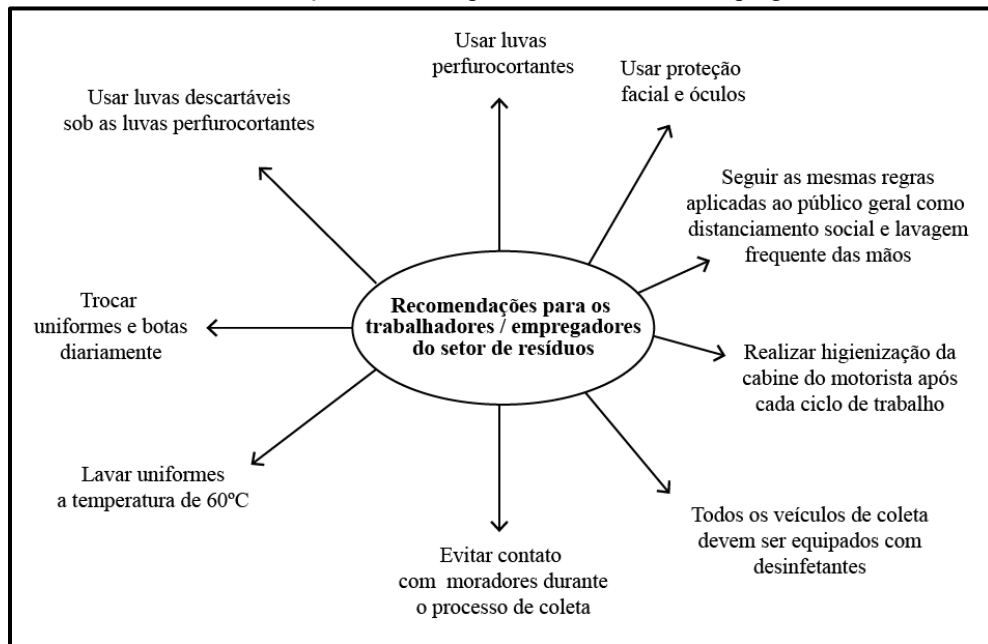 Usar luvas
perfurocortantes
Usar proteção
facial e óculos
Usar luvas descartáveis
sob as luvas perfurocortantes
Seguir as mesmas regras
aplicadas ao público geral como
distanciamento social e lavagem
frequente das mãos
Recomendações para os
trabalhadores / empregadores
do setor de resíduos
Trocar
uniformes e botas
diariamente
Realizar higienização da
cabine do motorista após
cada ciclo de trabalho
Lavar uniformes
a temperatura de 60ºC
Todos os veículos de coleta
devem ser equipados com
desinfetantes
Evitar contato
com moradores durante
o processo de coleta